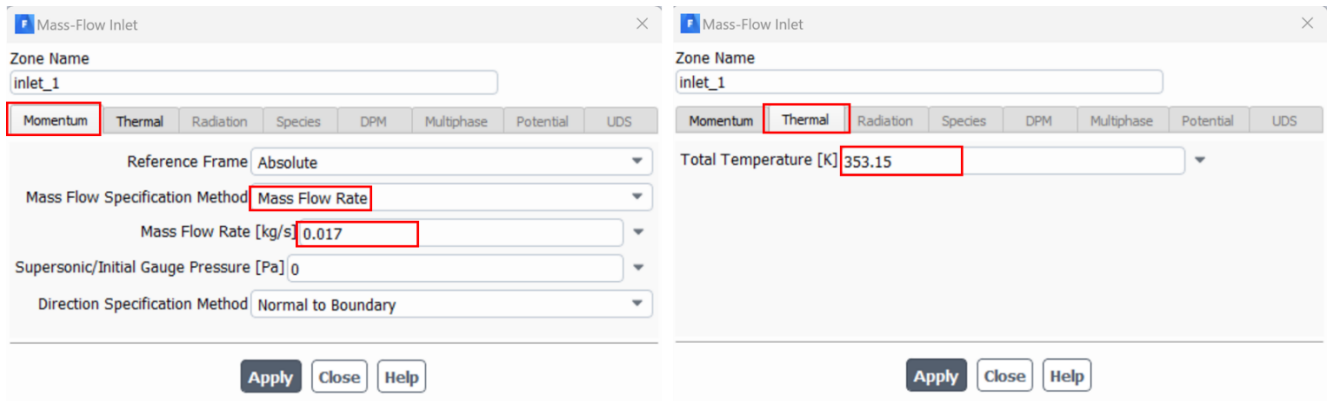 Mass-Flow Inlet
Zone Name
inlet_1
Momentum Thermal Radiation Species DPM Multiphase Potential UDS
Reference Frame Absolute
Mass Flow Specification Method Mass Flow Rate
Mass Flow Rate [kg/s] 0.017
Supersonic/Initial Gauge Pressure [Pa] 0
Direction Specification Method Normal to Boundary
Apply Close Help
Mass-Flow Inlet
Zone Name
inlet_1
Momentum Thermal Radiation Species DPM Multiphase Potential UDS
Total Temperature [K] 353.15
Apply Close Help